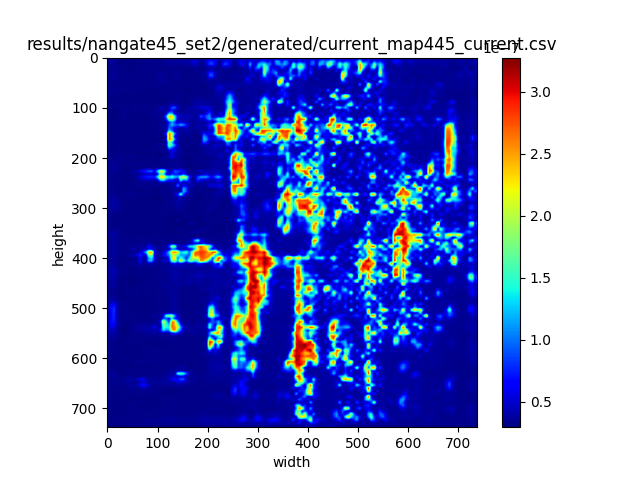 results/nangate45_set2/generated/current_map445_current.csv
1e−7
0
100
200
300
400
500
600
700
height
0 100 200 300 400 500 600 700
width
3.0
2.5
2.0
1.5
1.0
0.5